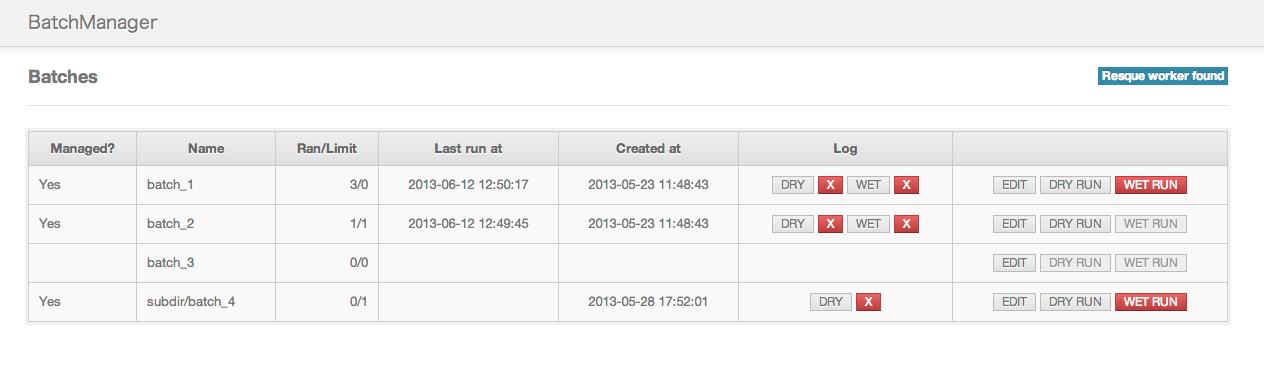 BatchManager
Batches Resque worker found
Managed? Name Ran/Limit Last run at Created at Log
Yes batch_1 3/0 2013-06-12 12:50:17 2013-05-23 11:48:43 DRY X WET X EDIT DRY RUN WET RUN
Yes batch_2 1/1 2013-06-12 12:49:45 2013-05-23 11:48:43 DRY X WET X EDIT DRY RUN WET RUN
batch_3 0/0 EDIT DRY RUN WET RUN
Yes subdir/batch_4 0/1 2013-05-28 17:52:01 DRY X EDIT DRY RUN WET RUN